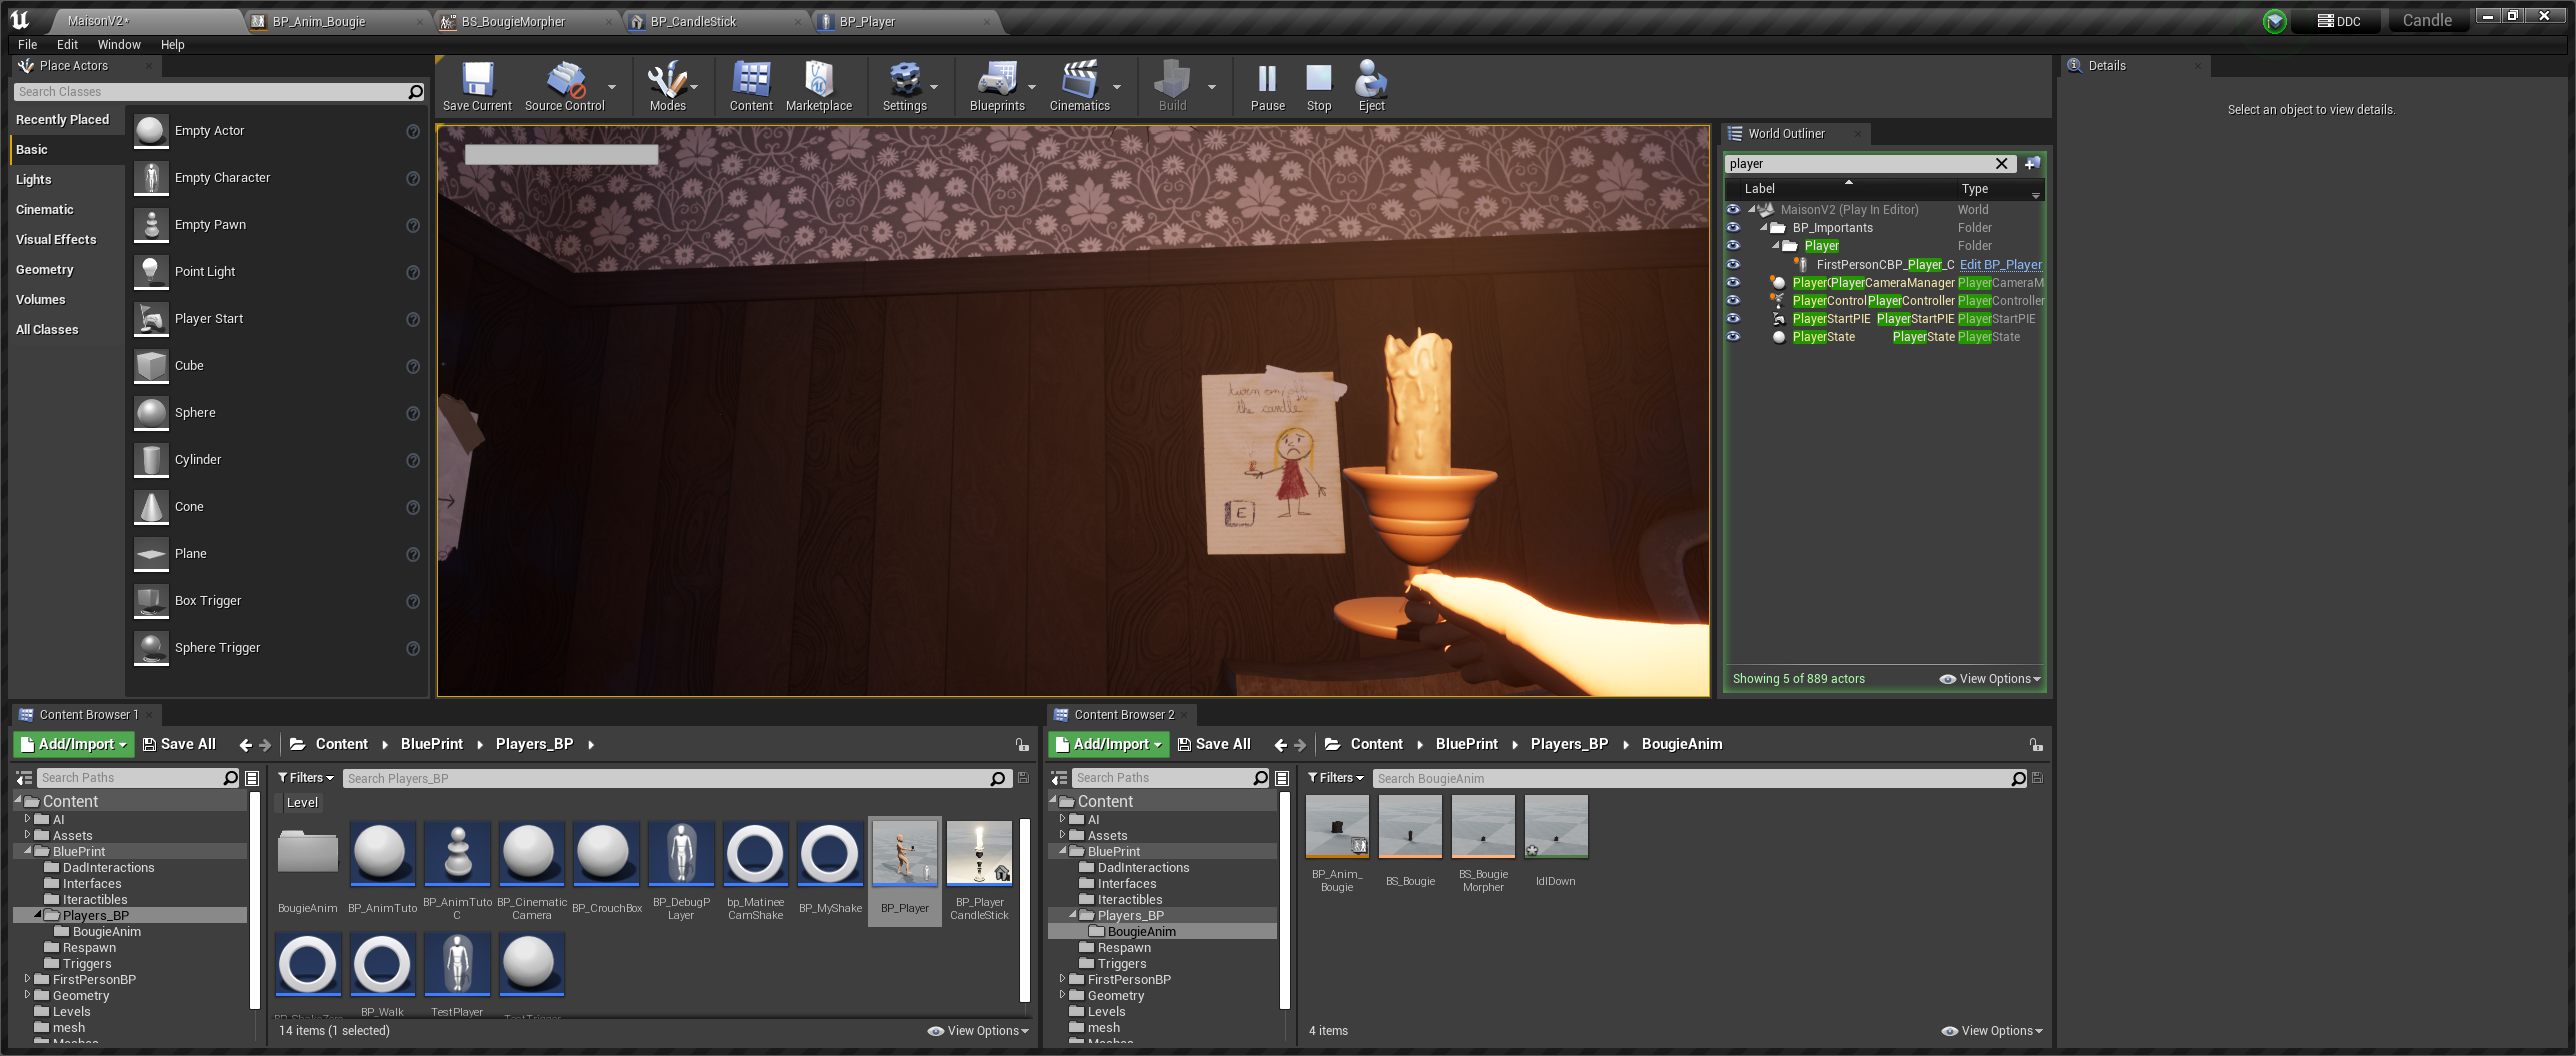 MaisonV2*
BP_Anim_Bougie
BS_BougieMorpher
BP_CandleStick
BP_Player
DDC
Candle
File
Edit
Window
Help
Place Actors
Search Classes
Recently Placed
Basic
Lights
Cinematic
Visual Effects
Geometry
Volumes
All Classes
Empty Actor
Empty Character
Empty Pawn
Point Light
Player Start
Cube
Sphere
Cylinder
Cone
Plane
Box Trigger
Sphere Trigger
Save Current
Source Control
Modes
Content
Marketplace
Settings
Blueprints
Cinematics
Build
Pause
Stop
Eject
the candle
E
World Outliner
player
Label
Type
MaisonV2 (Play In Editor)
World
BP_Importants
Folder
Player
Folder
FirstPersonCBP_Player_C
Edit BP_Player
Player(PlayerCameraManager
PlayerCameraM
PlayerControlPlayerController
PlayerController
PlayerStartPIE
PlayerStartPIE
PlayerStartPIE
PlayerState
PlayerState
PlayerState
Showing 5 of 889 actors
View Options
Details
Select an object to view details.
Content Browser 1
Add/Import
Save All
Content
BluePrint
Players_BP
Search Paths
Filters
Search Players_BP
Level
Content
AI
Assets
BluePrint
DadInteractions
Interfaces
Iteractibles
Players_BP
BougieAnim
Respawn
Triggers
FirstPersonBP
Geometry
Levels
mesh
BougieAnim
BP_AnimTuto
BP_AnimTuto
C
BP_Cinematic
Camera
BP_CrouchBox
BP_DebugP
Layer
bp_Matinee
CamShake
BP_MyShake
BP_Player
BP_Player
CandleStick
BP_Walk
TestPlayer
TestTrigger
14 items (1 selected)
View Options
Content Browser 2
Add/Import
Save All
Content
BluePrint
Players_BP
BougieAnim
Search Paths
Filters
Search BougieAnim
Content
AI
Assets
BluePrint
DadInteractions
Interfaces
Iteractibles
Players_BP
BougieAnim
Respawn
Triggers
FirstPersonBP
Geometry
Levels
mesh
BP_Anim_
Bougie
BS_Bougie
BS_Bougie
Morpher
IdlDown
4 items
View Options